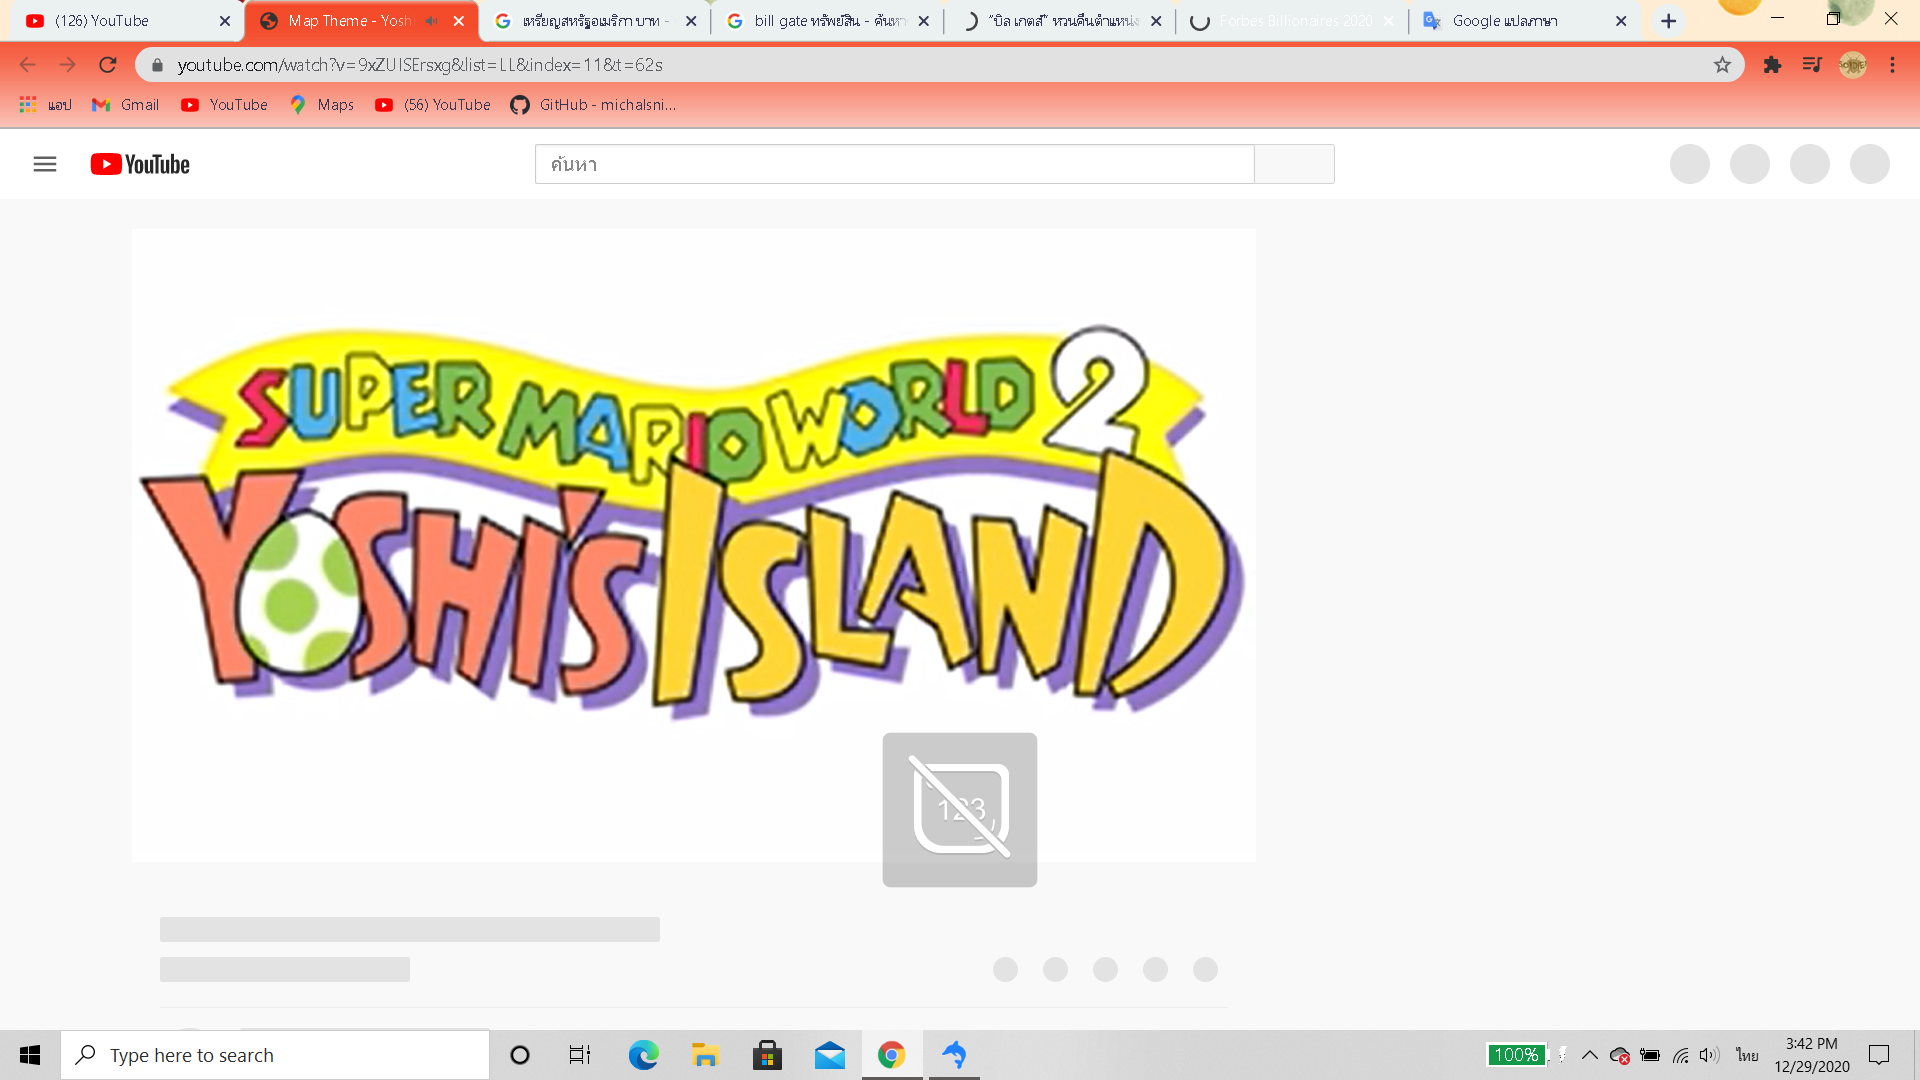 (126) YouTube
Map Theme - Yoshi
เหรียญสหรัฐอเมริกา บาท -
bill gate ทรัพย์สิน - ค้นหา
"บิล เกตส์" หวนคืนตำแหน่ง
Forbes Billionaires 2020
Google แปลภาษา
youtube.com/watch?v=9xZUISErsxg&list=LL&index=11&t=62s
แอป
Gmail
YouTube
Maps
(56) YouTube
GitHub - michalsni...
YouTube
ค้นหา
SUPER MARIO WORLD 2
YOSHI'S ISLAND
123
Type here to search
100%
ไทย
3:42 PM
12/29/2020